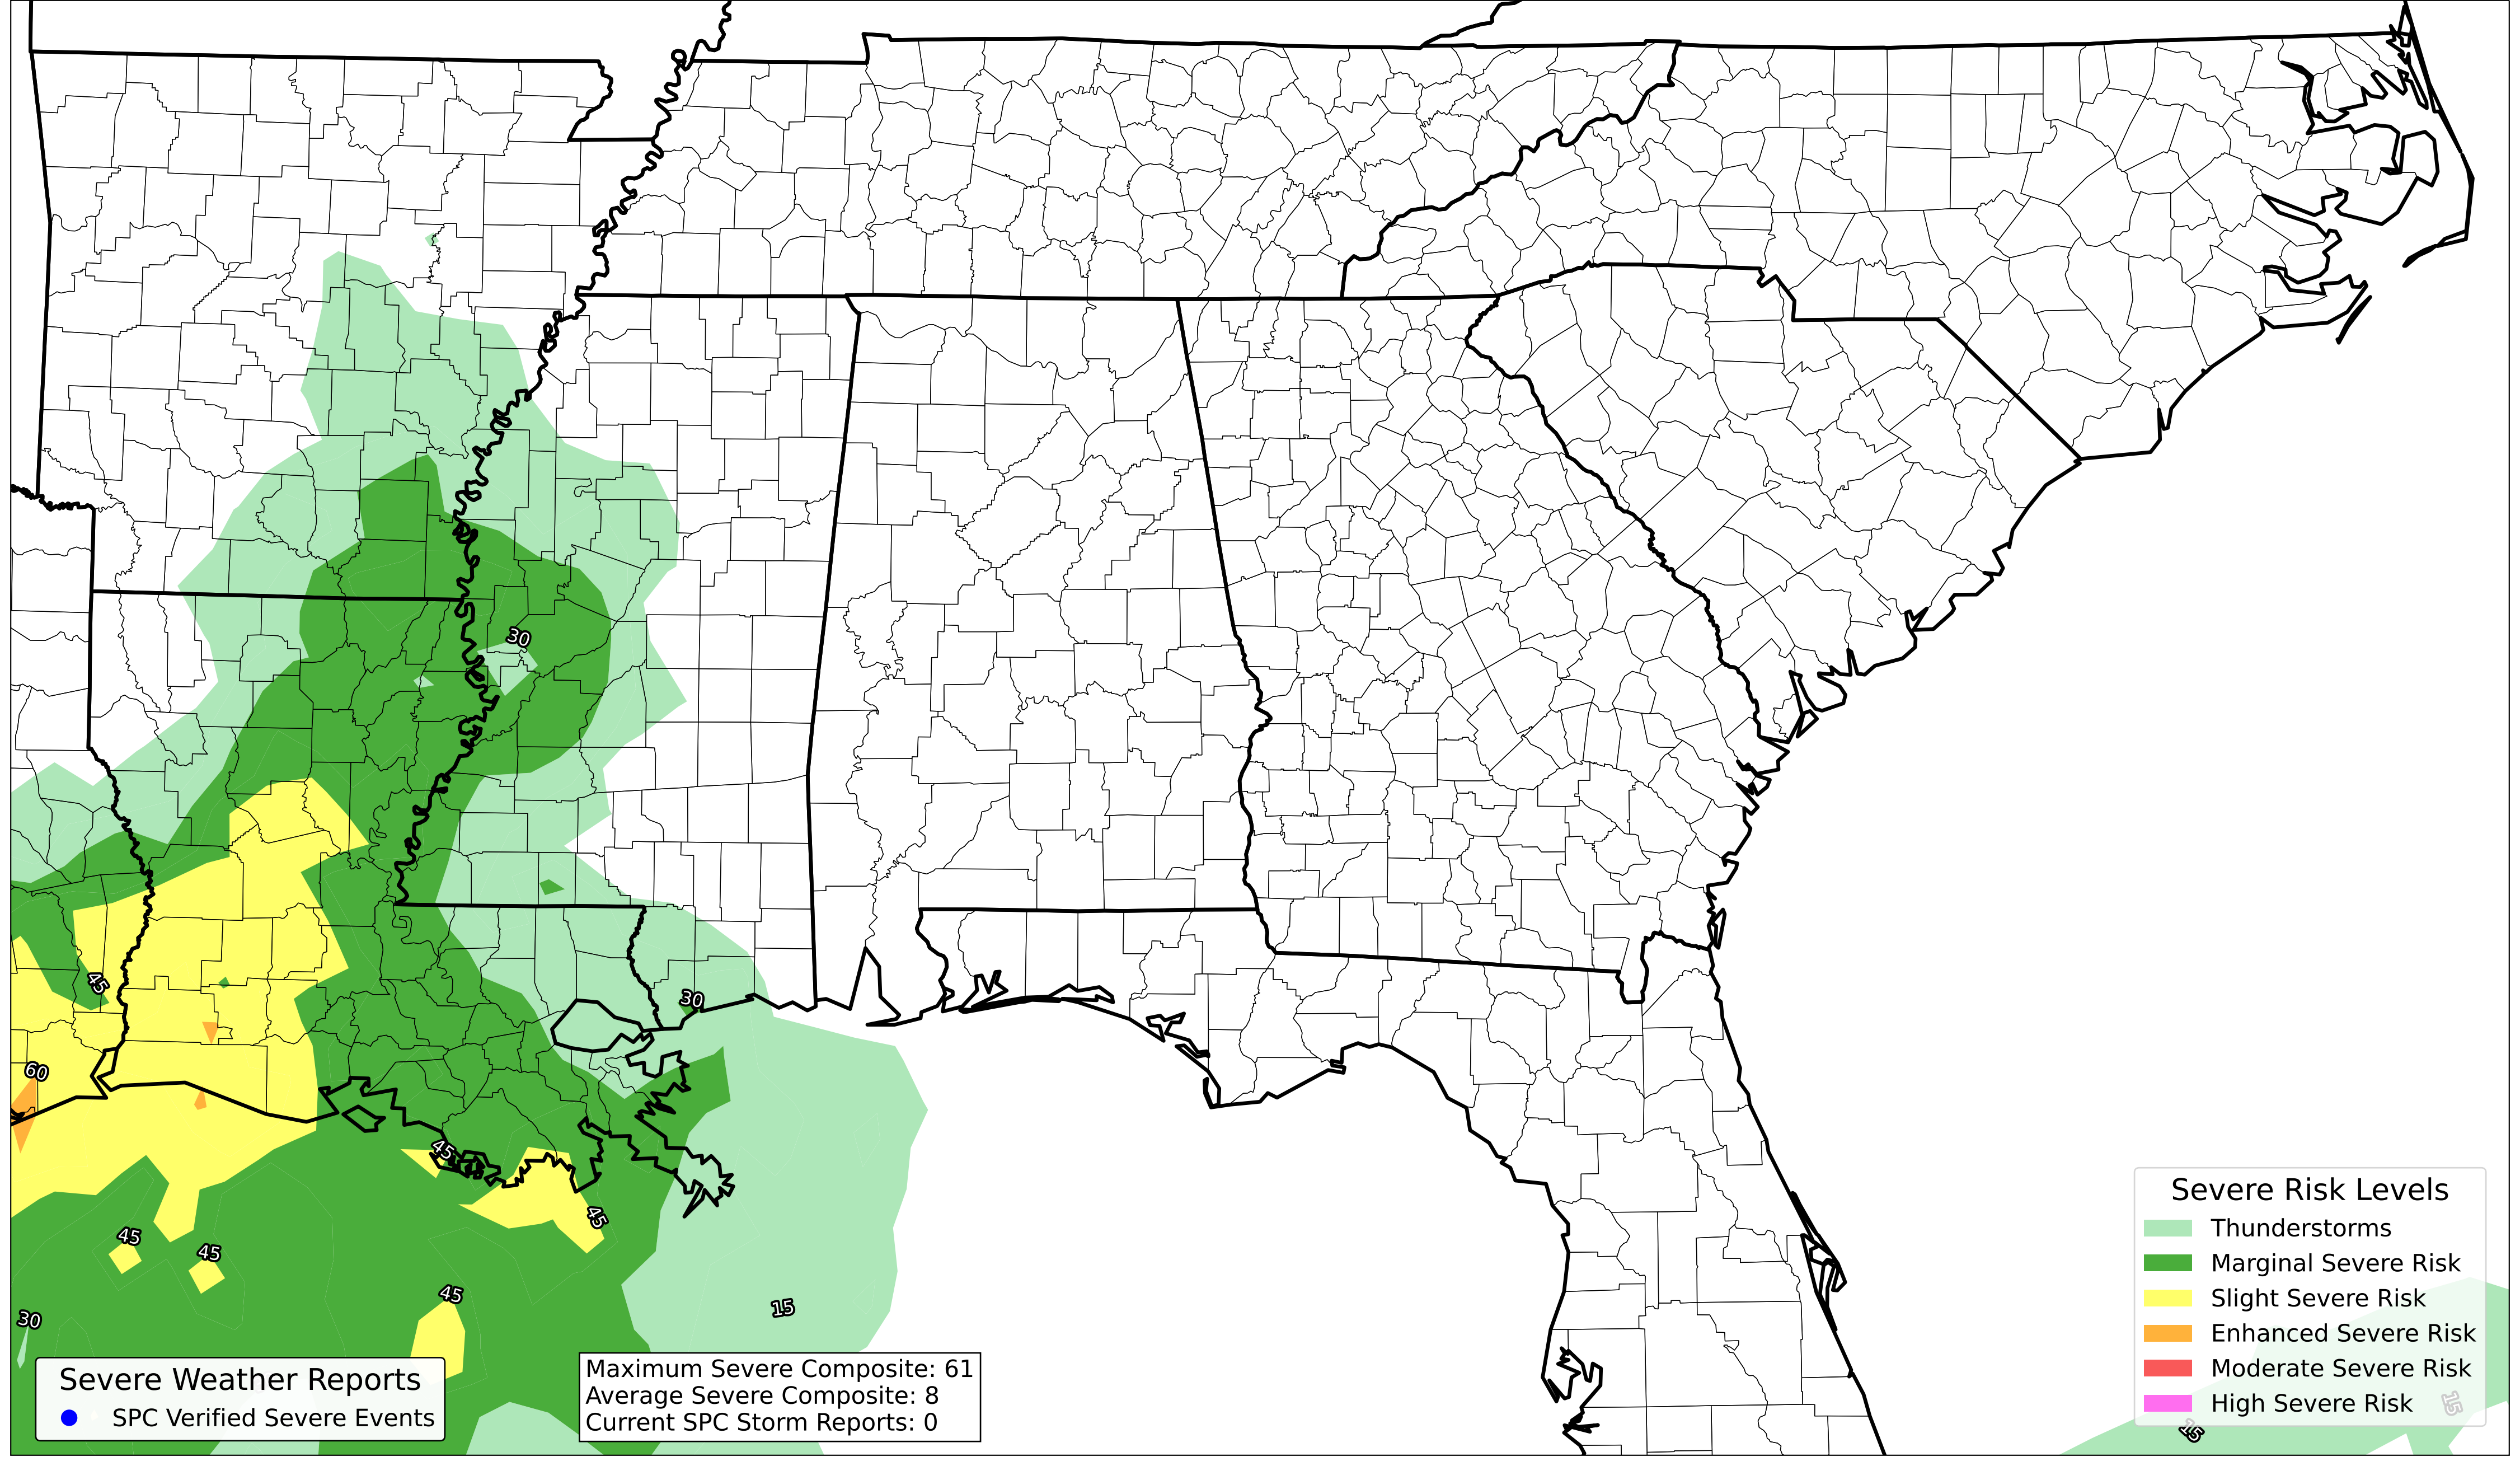 30
45
30
60
45
45
45
45
45
30
15
15
15
Severe Risk Levels
Thunderstorms
Marginal Severe Risk
Slight Severe Risk
Enhanced Severe Risk
Moderate Severe Risk
High Severe Risk
Severe Weather Reports
SPC Verified Severe Events
Maximum Severe Composite: 61
Average Severe Composite: 8
Current SPC Storm Reports: 0